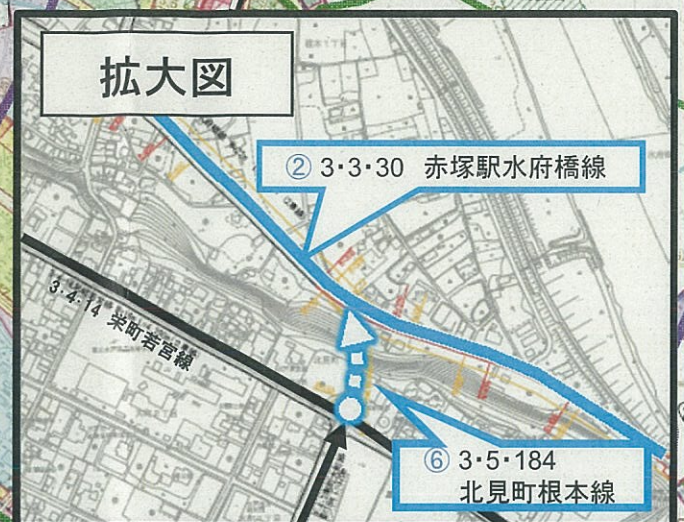 拡大図
② 3・3・30 赤塚駅水府橋線
3・4・14 栄町若宮線
⑥ 3・5・184
北見町根本線